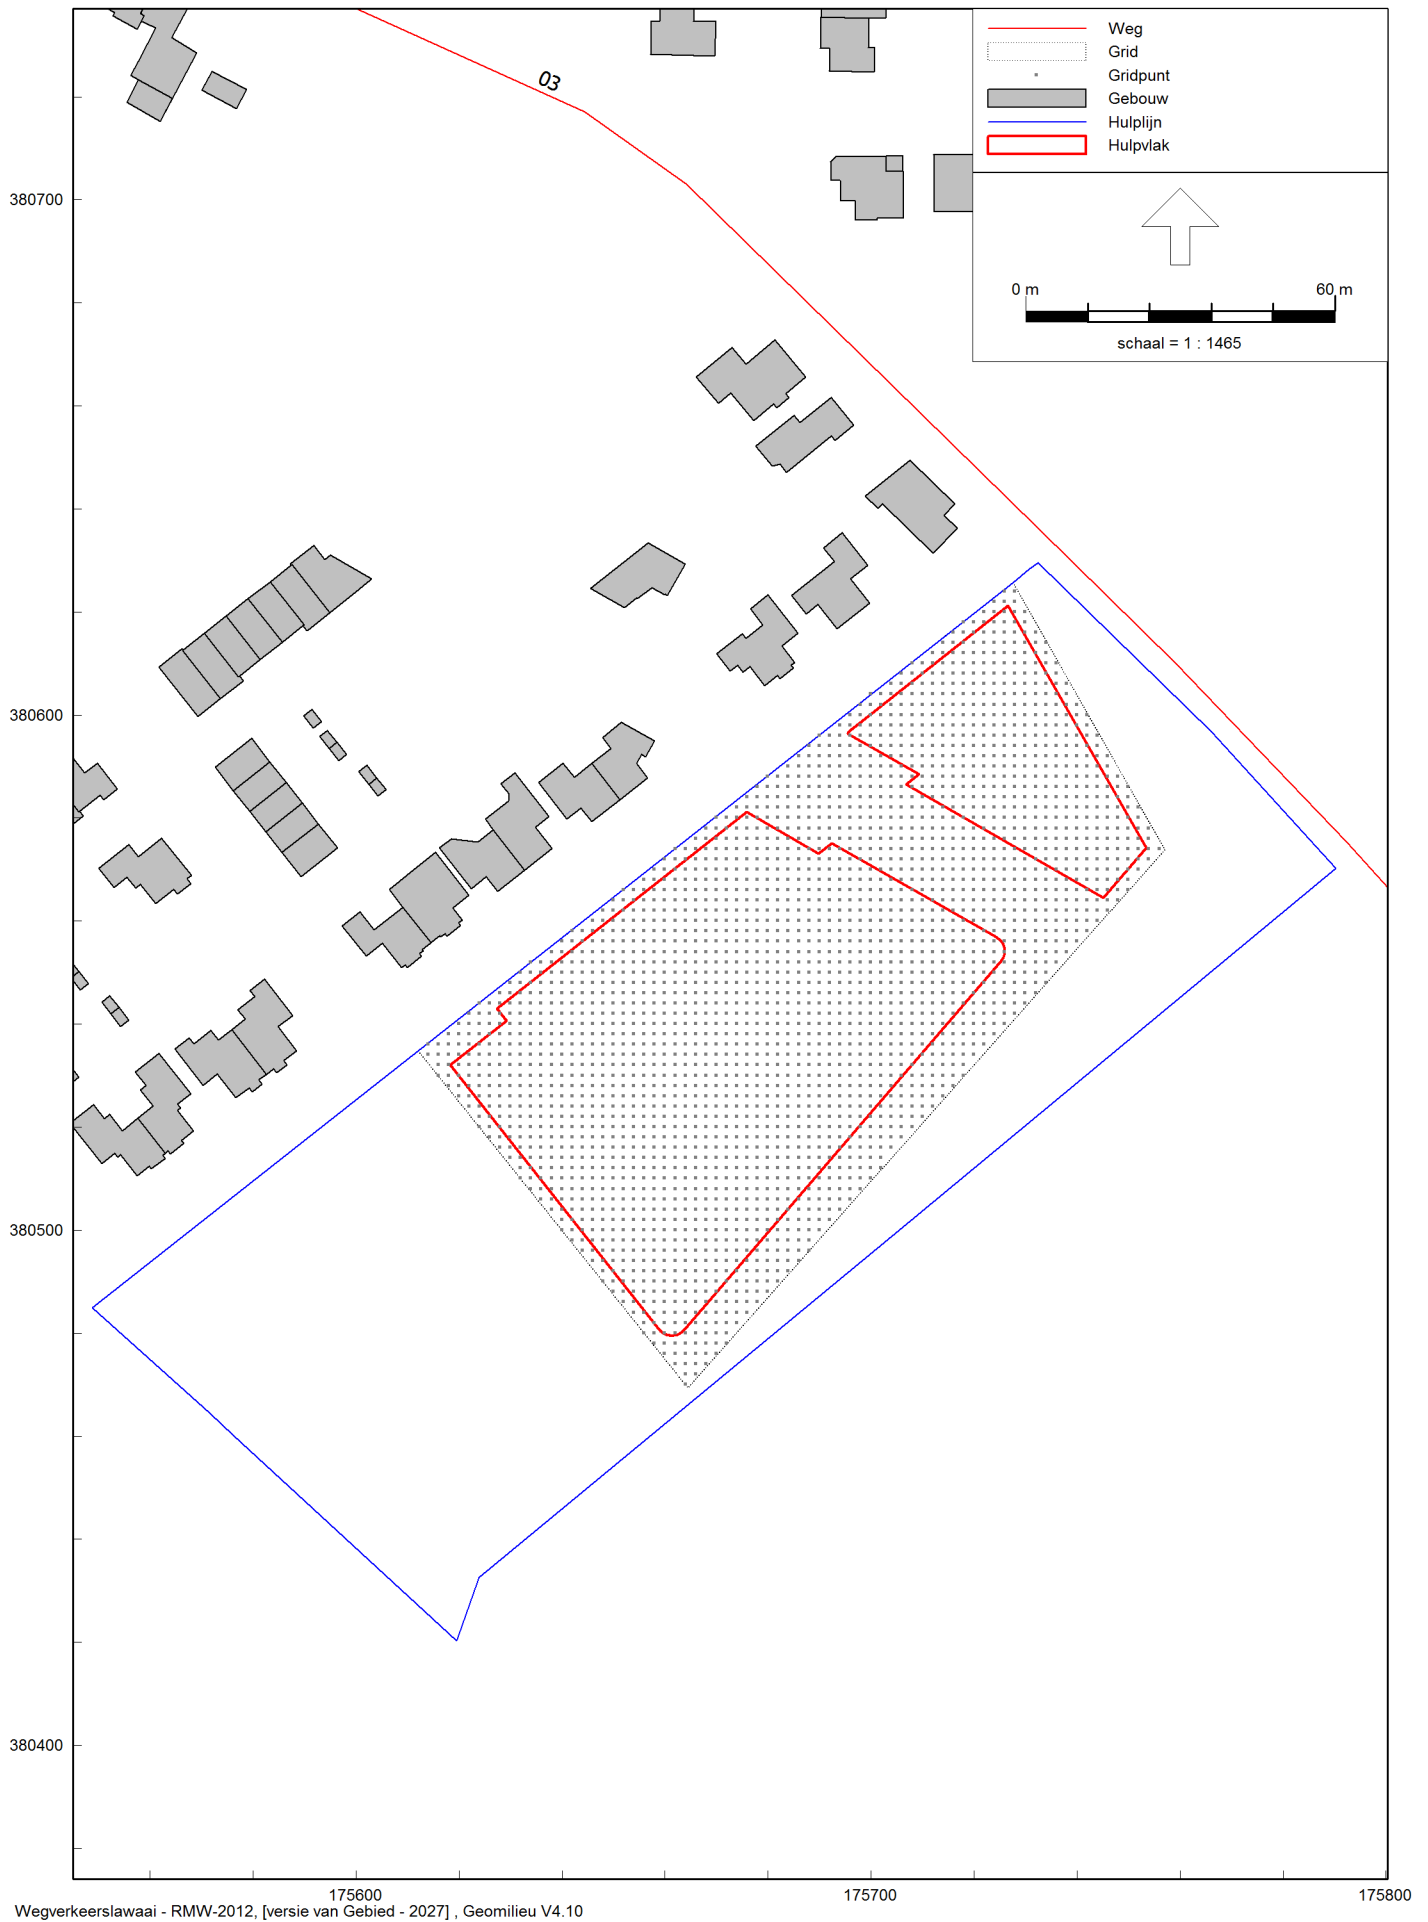 Weg
Grid
Gridpunt
Gebouw
Hulplijn
Hulpvlak
0 m 60 m
schaal = 1 : 1465
03
380700
380600
380500
380400
175600 175700 175800
Wegverkeerslawaai - RMW-2012, [versie van Gebied - 2027] , Geomilieu V4.10